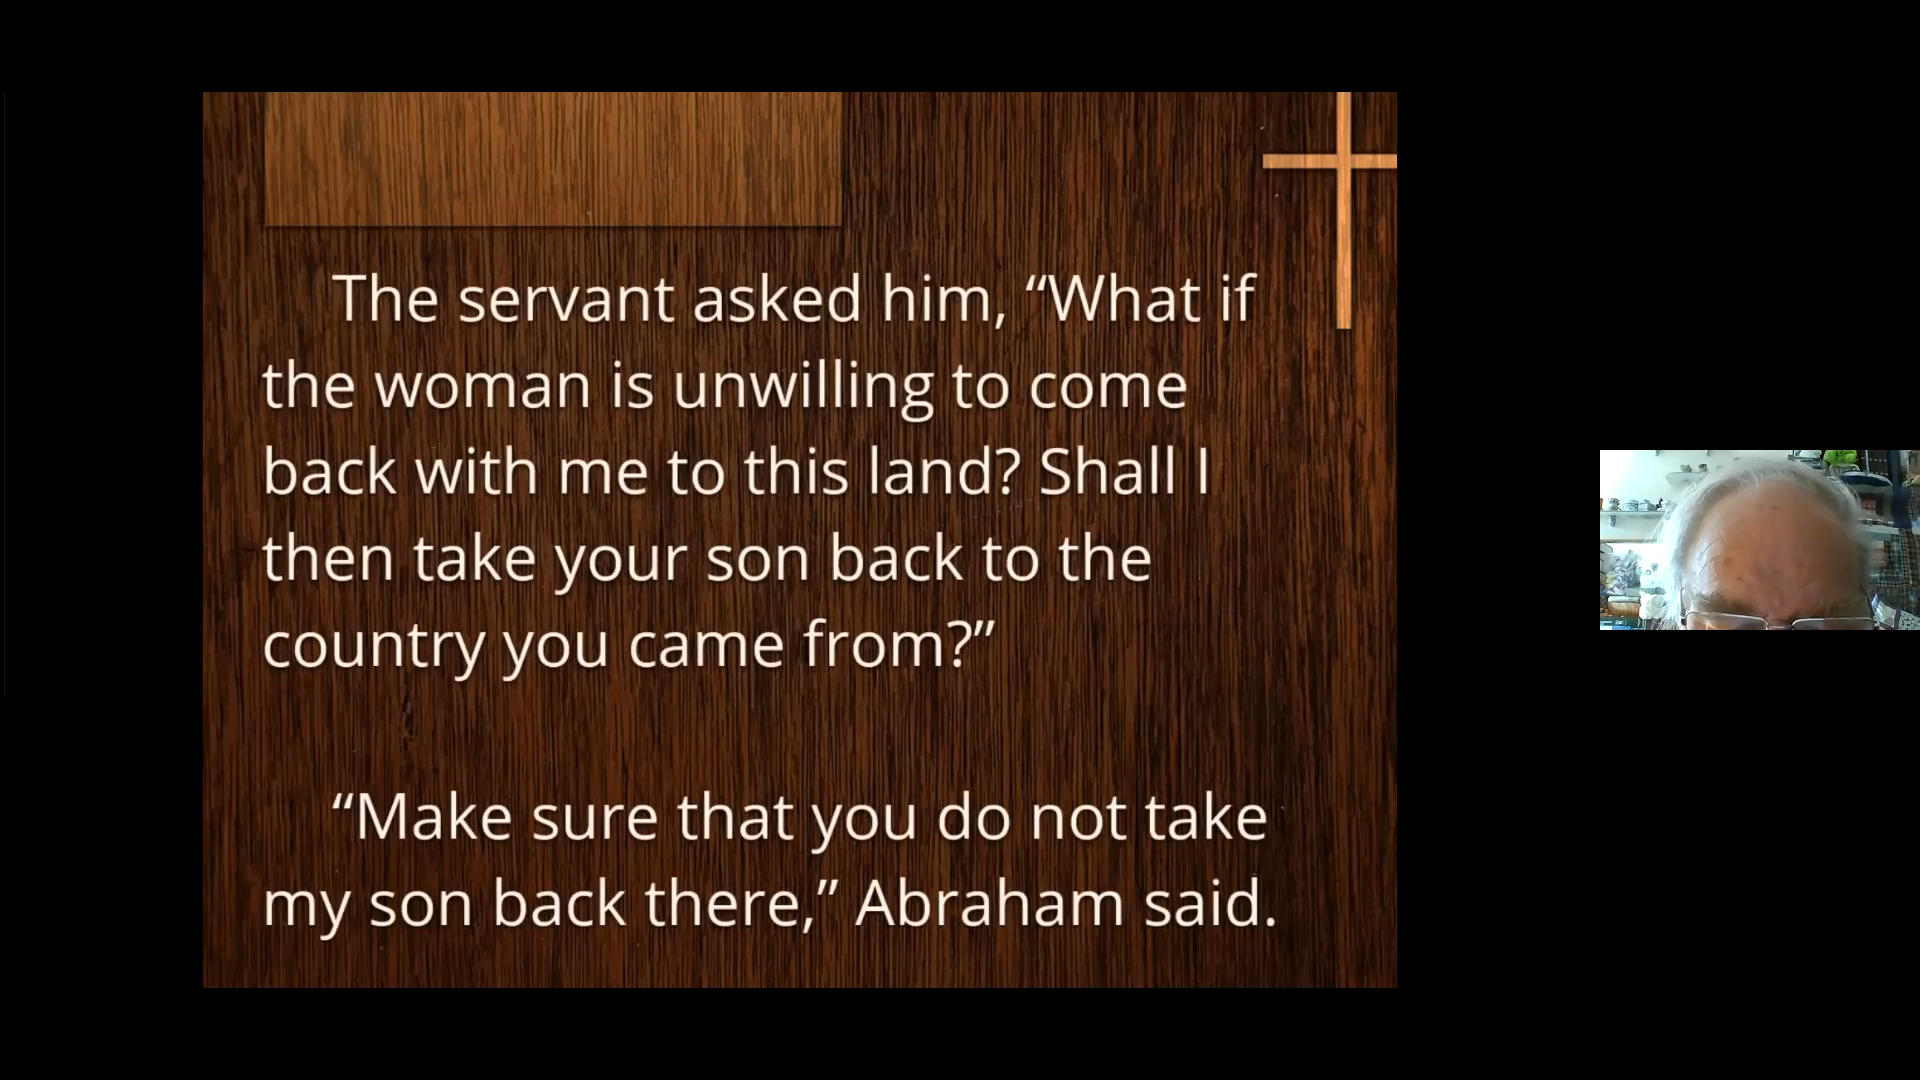 The servant asked him, “What if
the woman is unwilling to come
back with me to this land? Shall I
then take your son back to the
country you came from?”
“Make sure that you do not take
my son back there,” Abraham said.